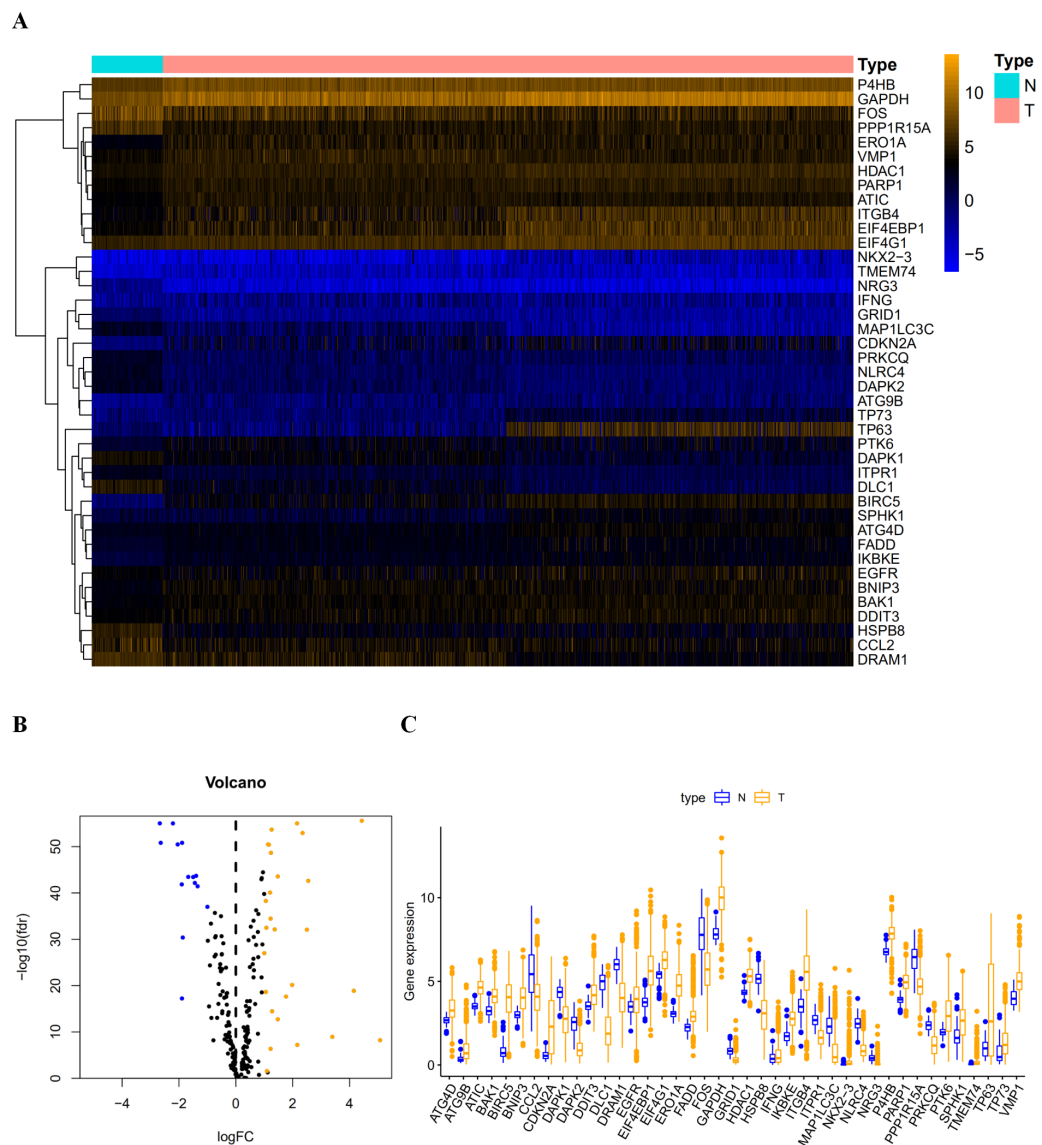 A
Type
P4HB
GAPDH
FOS
PPP1R15A
ERO1A
VMP1
HDAC1
PARP1
ATIC
ITGB4
EIF4EBP1
EIF4G1
NKX2-3
TMEM74
NRG3
IFNG
GRID1
MAP1LC3C
CDKN2A
PRKCQ
NLRC4
DAPK2
ATG9B
TP73
TP63
PTK6
DAPK1
ITPR1
DLC1
BIRC5
SPHK1
ATG4D
FADD
IKBKE
EGFR
BNIP3
BAK1
DDIT3
HSPB8
CCL2
DRAM1
10
5
0
−5
Type
N
T
B
Volcano
−log10(fdr)
50
40
30
20
10
0
−4 −2 0 2 4
logFC
C
type N T
Gene expression
10
5
0
ATG4D
ATG9B
ATIC
BAK1
BIRC5
BNIP3
CCL2
CDKN2A
DAPK1
DAPK2
DDIT3
DLC1
DRAM1
EGFR
EIF4EBP1
EIF4G1
ERO1A
FADD
FOS
GAPDH
GRID1
HDAC1
HSPB8
IFNG
IKBKE
ITGB4
ITPR1
MAP1LC3C
NKX2−3
NLRC4
NRG3
P4HB
PARP1
PPP1R15A
PRKCQ
PTK6
SPHK1
TMEM74
TP63
TP73
VMP1